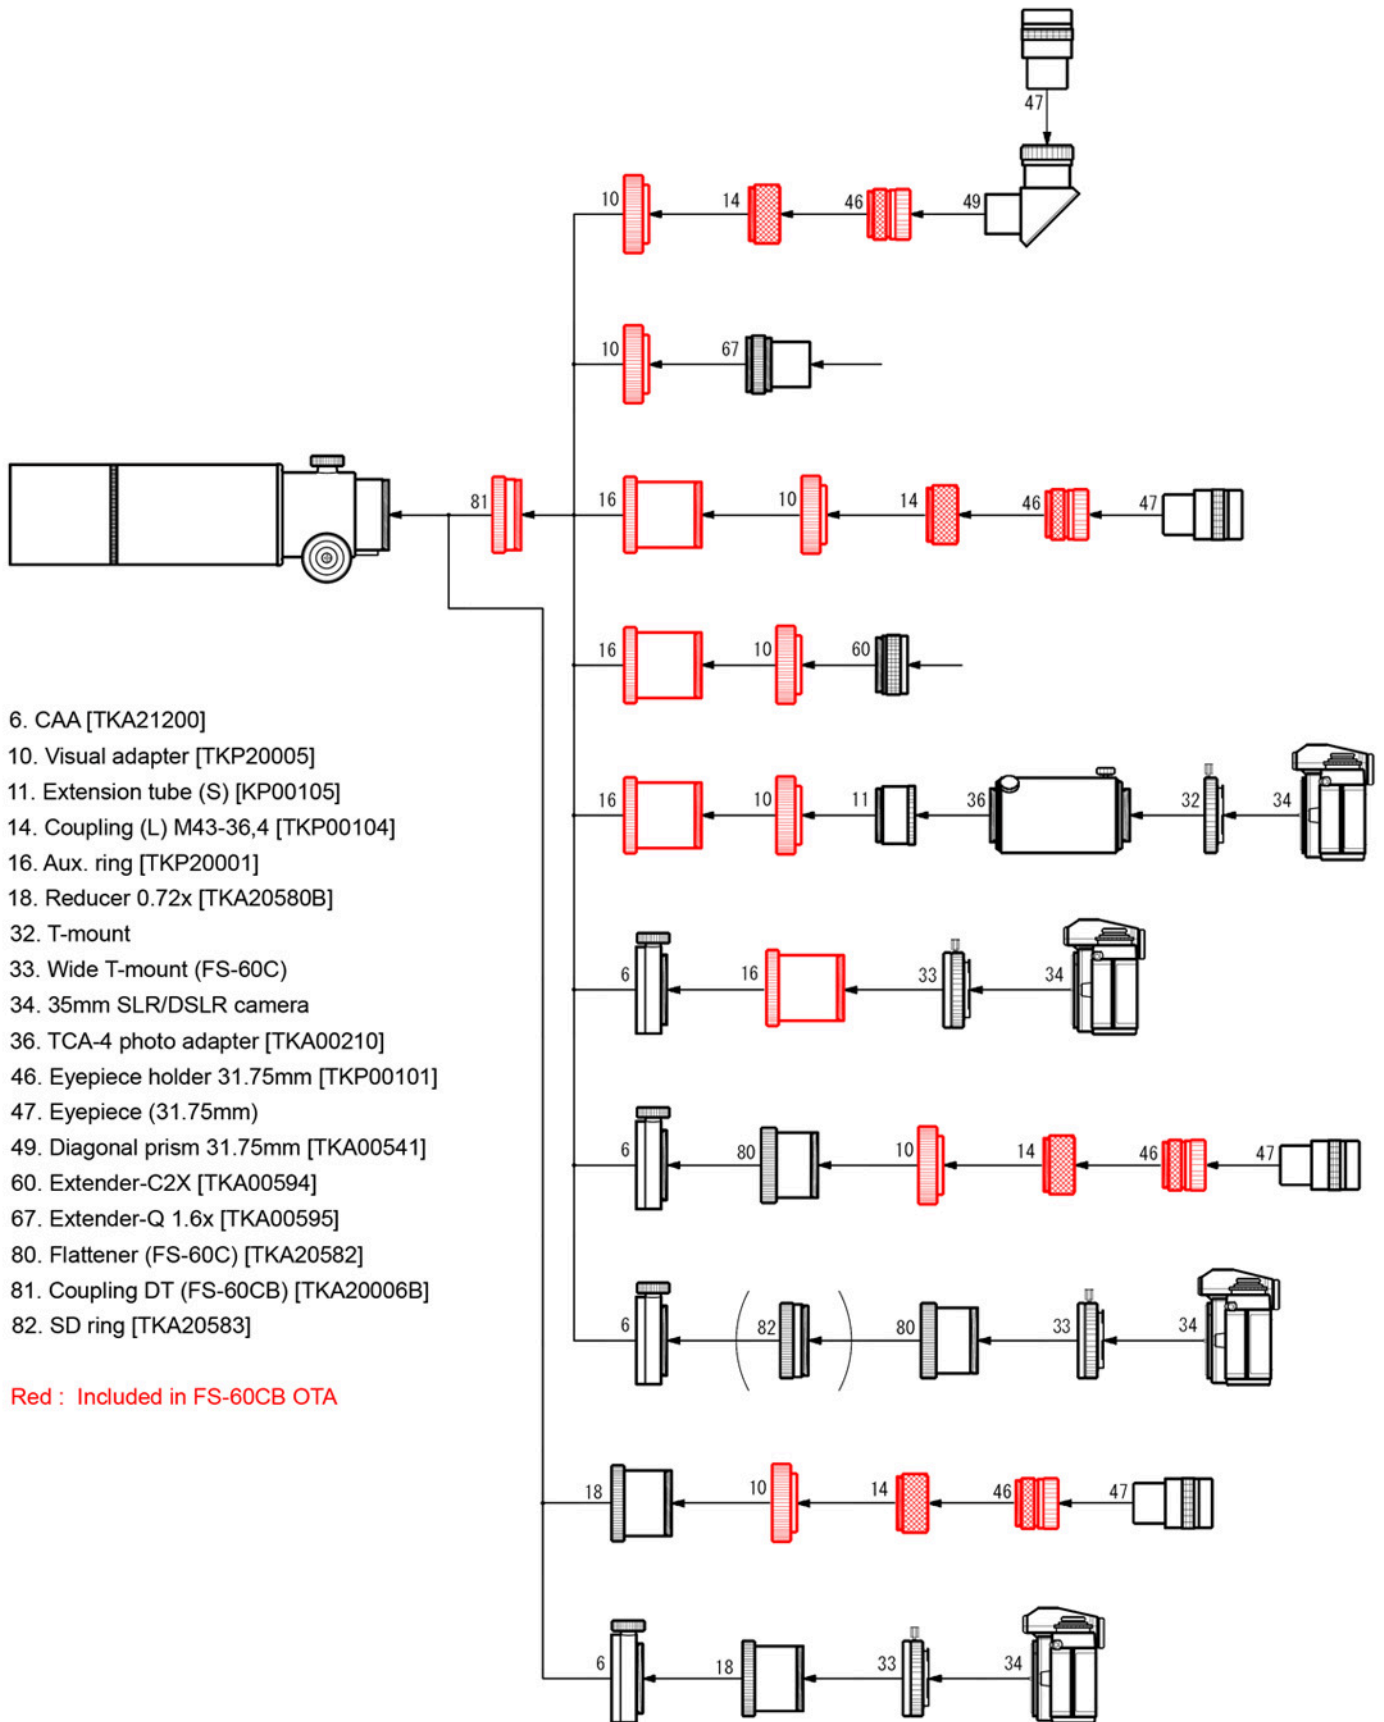 47
10 14 46 49
10 67
81 16 10 14 46 47
16 10 60
6. CAA [TKA21200]
10. Visual adapter [TKP20005]
11. Extension tube (S) [KP00105]
14. Coupling (L) M43-36,4 [TKP00104]
16. Aux. ring [TKP20001]
18. Reducer 0.72x [TKA20580B]
32. T-mount
33. Wide T-mount (FS-60C)
34. 35mm SLR/DSLR camera
36. TCA-4 photo adapter [TKA00210]
46. Eyepiece holder 31.75mm [TKP00101]
47. Eyepiece (31.75mm)
49. Diagonal prism 31.75mm [TKA00541]
60. Extender-C2X [TKA00594]
67. Extender-Q 1.6x [TKA00595]
80. Flattener (FS-60C) [TKA20582]
81. Coupling DT (FS-60CB) [TKA20006B]
82. SD ring [TKA20583]
Red : Included in FS-60CB OTA
16 10 11 36 32 34
6 16 33 34
6 80 10 14 46 47
6 82 80 33 34
18 10 14 46 47
6 18 33 34